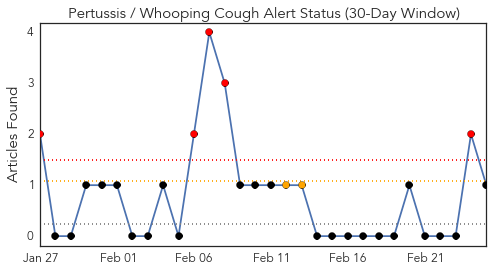 Pertussis / Whooping Cough Alert Status (30-Day Window)
Articles Found
4
3
2
1
0
Jan 27
Feb 01
Feb 06
Feb 11
Feb 16
Feb 21